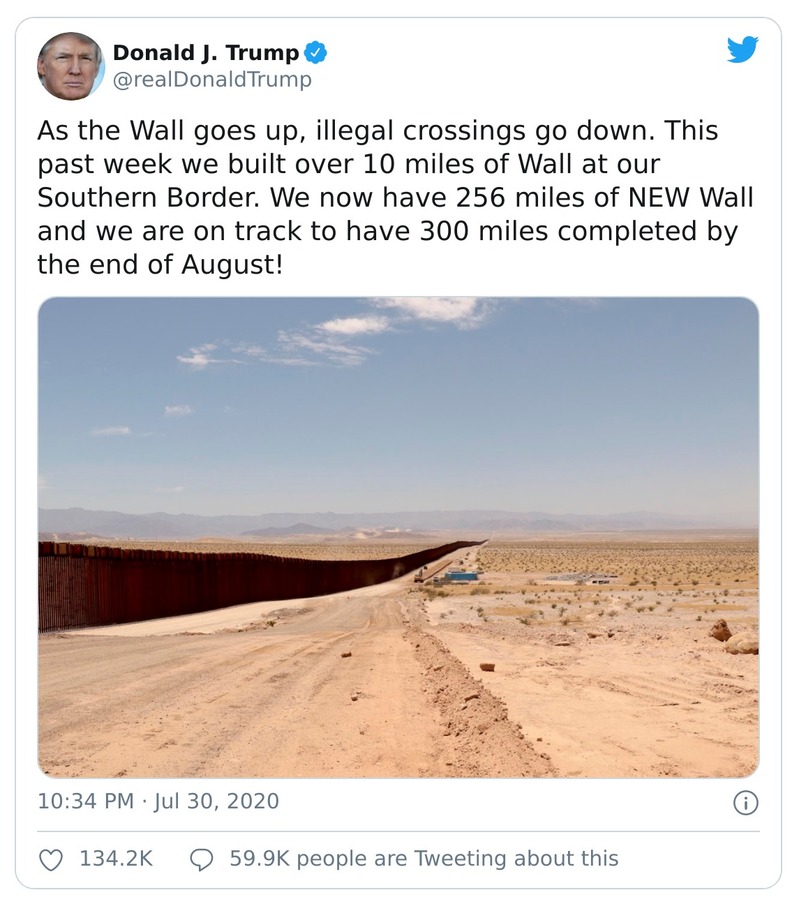 Donald J. Trump
@realDonaldTrump
As the Wall goes up, illegal crossings go down. This
past week we built over 10 miles of Wall at our
Southern Border. We now have 256 miles of NEW Wall
and we are on track to have 300 miles completed by
the end of August!
10:34 PM · Jul 30, 2020
134.2K 59.9K people are Tweeting about this